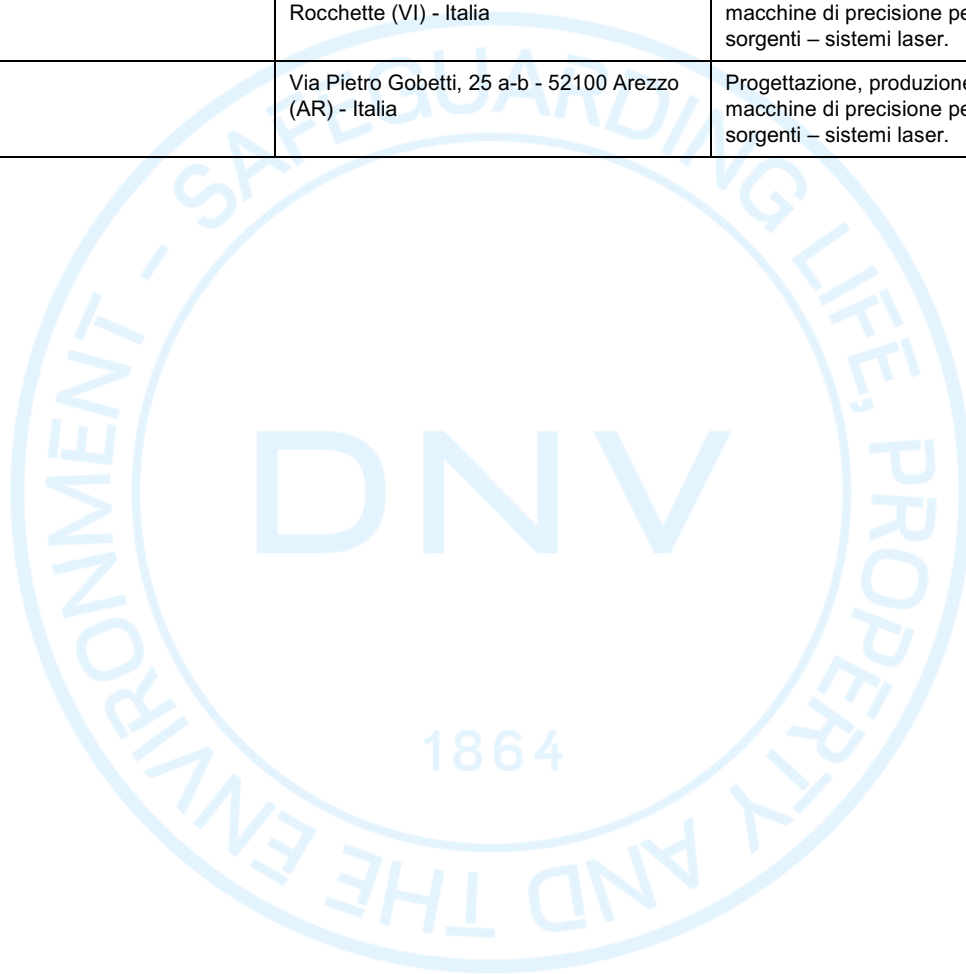 Rocchette (VI) - Italia
macchine di precisione pe
sorgenti – sistemi laser.
Via Pietro Gobetti, 25 a-b - 52100 Arezzo
(AR) - Italia
Progettazione, produzione
macchine di precisione pe
sorgenti – sistemi laser.
SAFEGUARDING LIFE, PROPERTY AND THE ENVIRONMENT -
DNV
1864